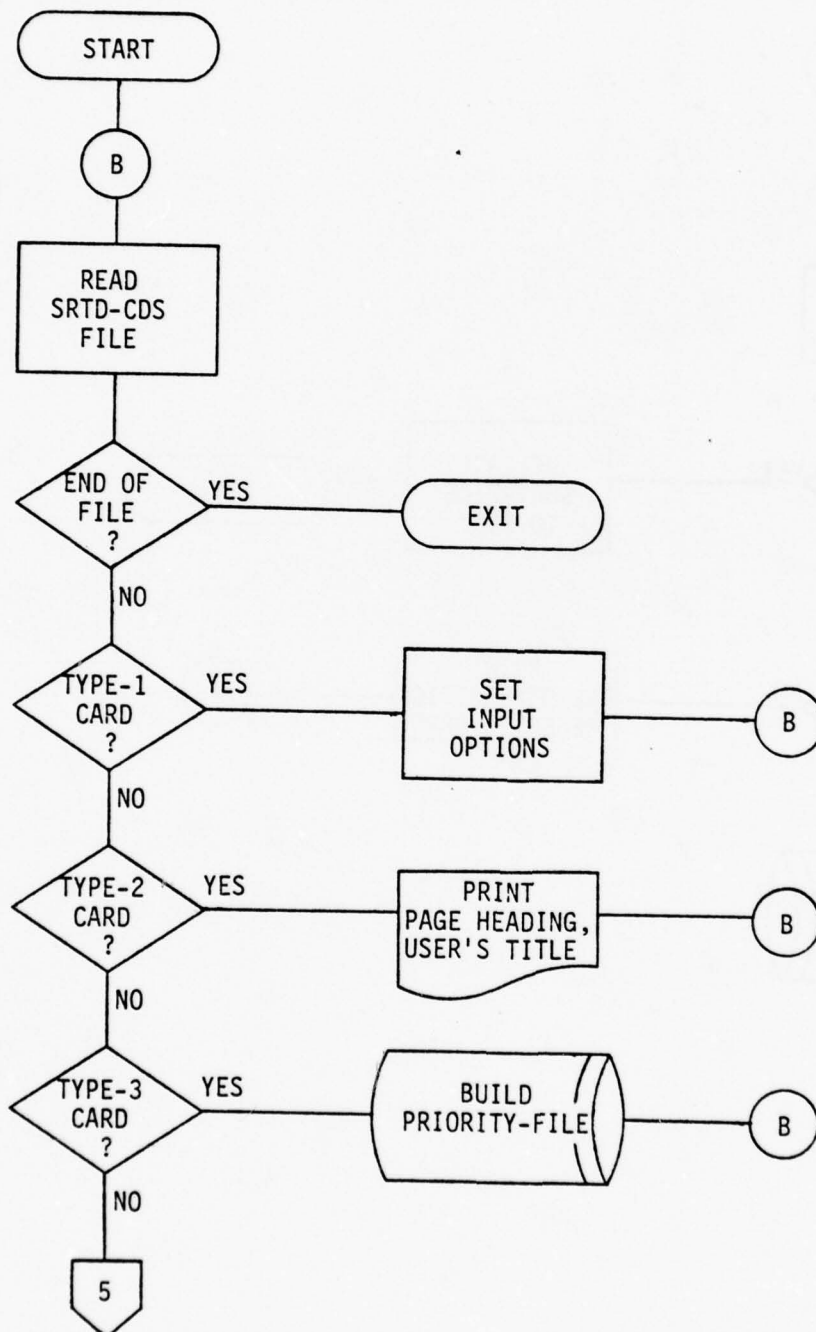 START
B
READ
SRTD-CDS
FILE
END OF
FILE
?
YES
EXIT
NO
TYPE-1
CARD
?
YES
SET
INPUT
OPTIONS
B
NO
TYPE-2
CARD
?
YES
PRINT
PAGE HEADING,
USER'S TITLE
B
NO
TYPE-3
CARD
?
YES
BUILD
PRIORITY-FILE
B
NO
5